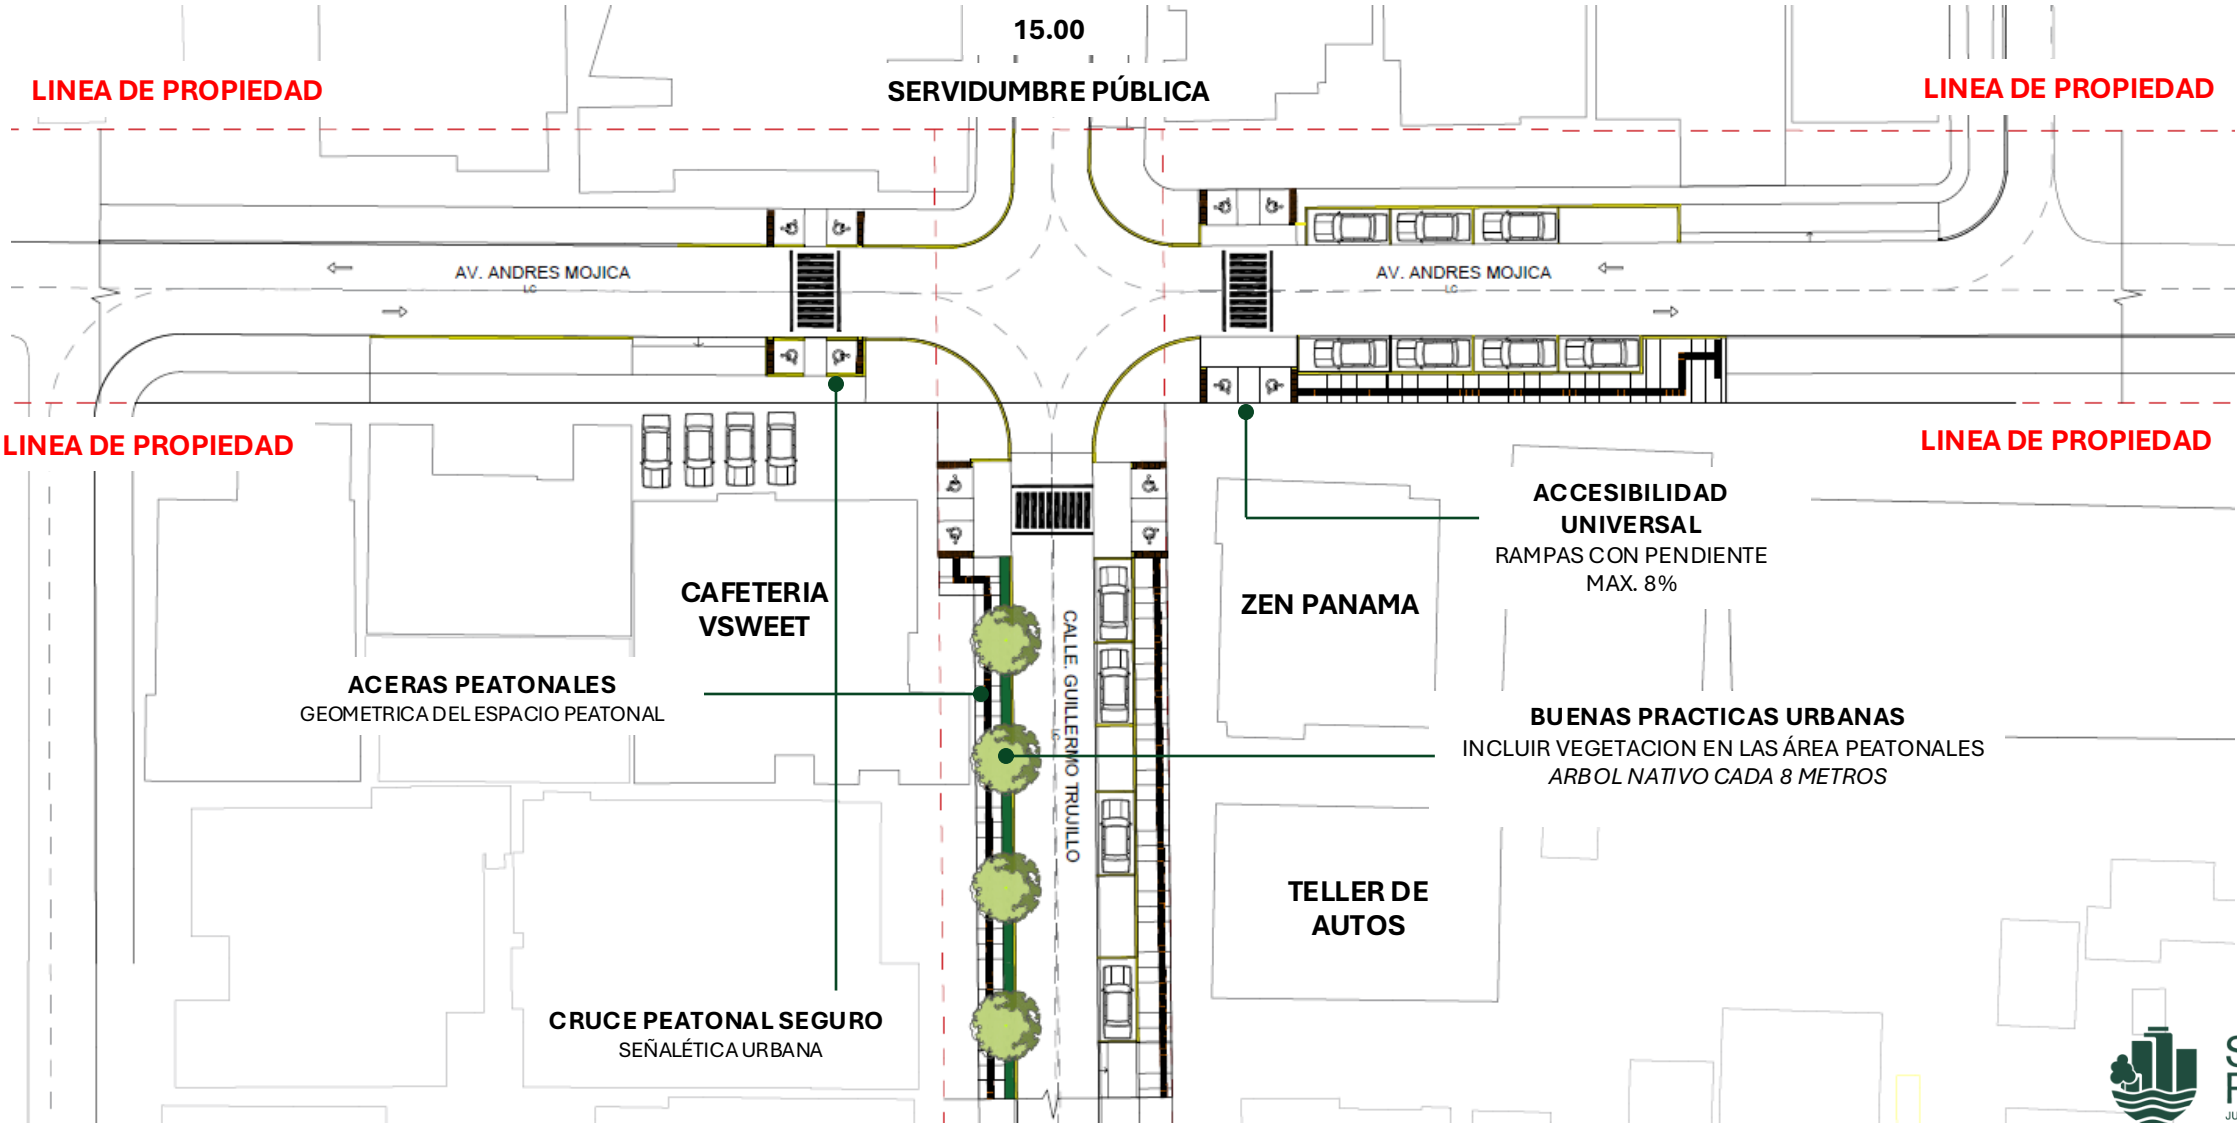 15.00
SERVIDUMBRE PÚBLICA
LINEA DE PROPIEDAD
LINEA DE PROPIEDAD
AV. ANDRES MOJICA
LC
AV. ANDRES MOJICA
LC
LINEA DE PROPIEDAD
LINEA DE PROPIEDAD
ACCESIBILIDAD
UNIVERSAL
RAMPAS CON PENDIENTE
MAX. 8%
CAFETERIA
VSWEET
ZEN PANAMA
CALLE. GUILLERMO TRUJILLO
LC
ACERAS PEATONALES
GEOMETRICA DEL ESPACIO PEATONAL
BUENAS PRACTICAS URBANAS
INCLUIR VEGETACION EN LAS ÁREA PEATONALES
ARBOL NATIVO CADA 8 METROS
TELLER DE
AUTOS
CRUCE PEATONAL SEGURO
SEÑALÉTICA URBANA